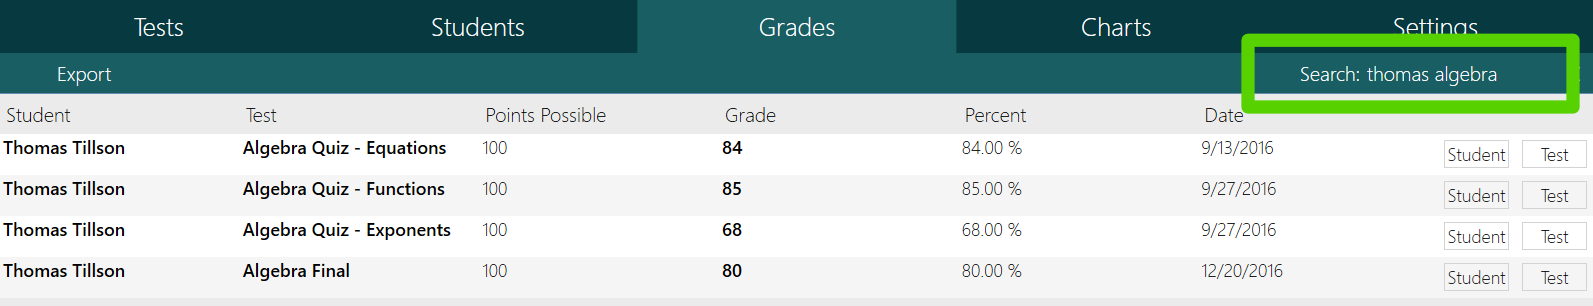 Tests Students Grades Charts Settings
Export Search: thomas algebra
Student Test Points Possible Grade Percent Date
Thomas Tillson Algebra Quiz - Equations 100 84 84.00 % 9/13/2016 Student Test
Thomas Tillson Algebra Quiz - Functions 100 85 85.00 % 9/27/2016 Student Test
Thomas Tillson Algebra Quiz - Exponents 100 68 68.00 % 9/27/2016 Student Test
Thomas Tillson Algebra Final 100 80 80.00 % 12/20/2016 Student Test